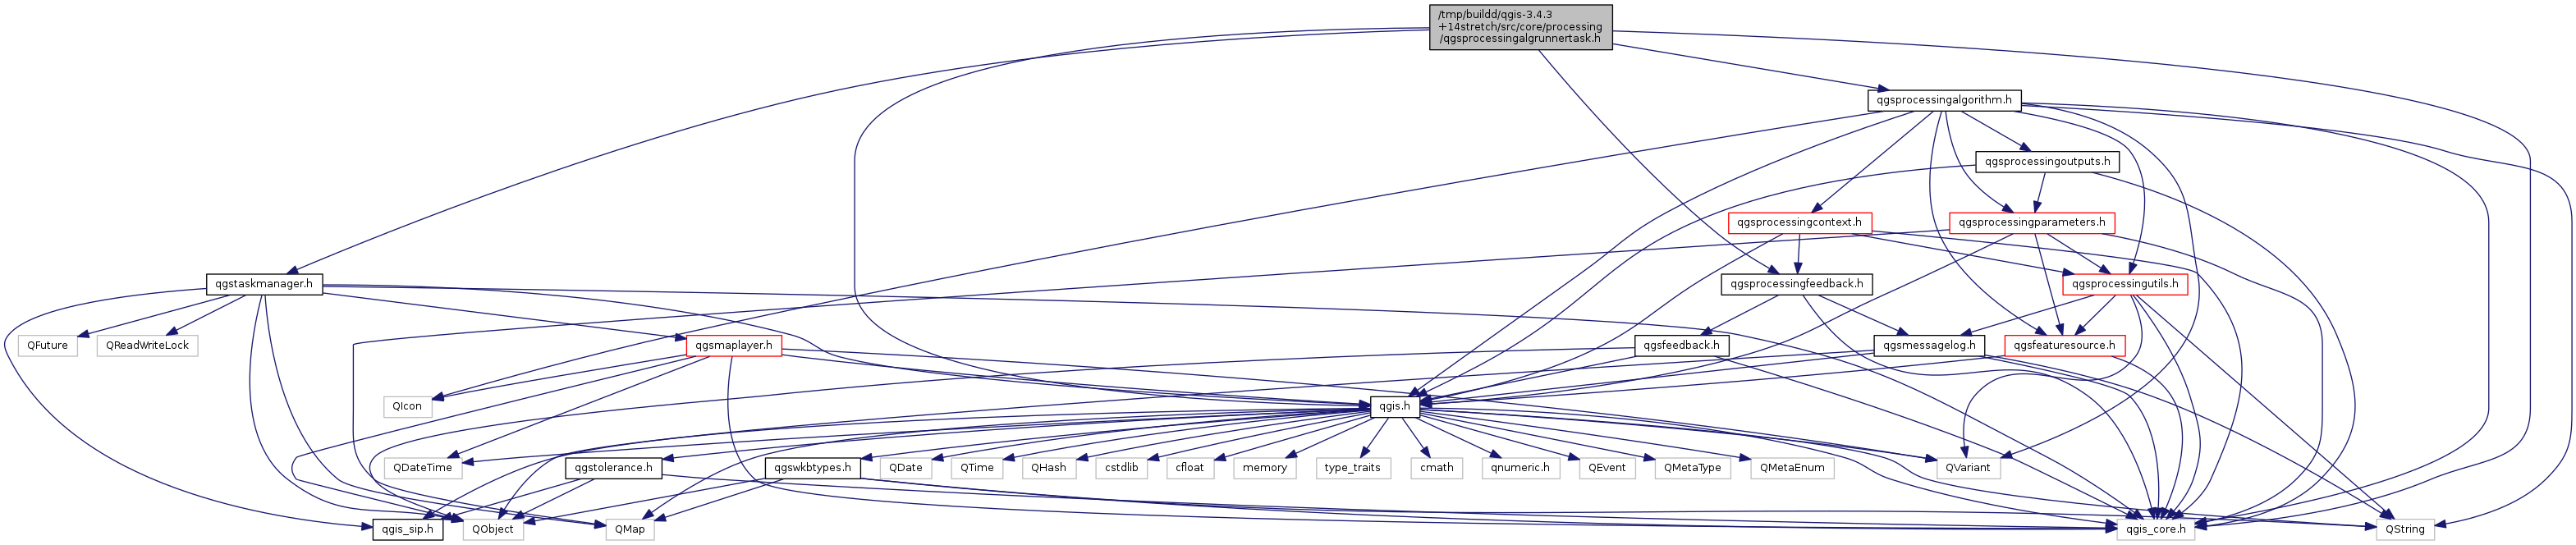 /tmp/buildd/qgis-3.4.3
+14stretch/src/core/processing
/qgsprocessingalgrunnertask.h
qgsprocessingalgorithm.h
qgsprocessingoutputs.h
qgsprocessingcontext.h
qgsprocessingparameters.h
qgstaskmanager.h
qgsprocessingfeedback.h
qgsprocessingutils.h
QFuture
QReadWriteLock
qgsmaplayer.h
qgsfeedback.h
qgsmessagelog.h
qgsfeaturesource.h
QIcon
qgis.h
QDateTime
qgstolerance.h
qgswkbtypes.h
QDate
QTime
QHash
cstdlib
cfloat
memory
type_traits
cmath
qnumeric.h
QEvent
QMetaType
QMetaEnum
QVariant
qgis_sip.h
QObject
QMap
qgis_core.h
QString